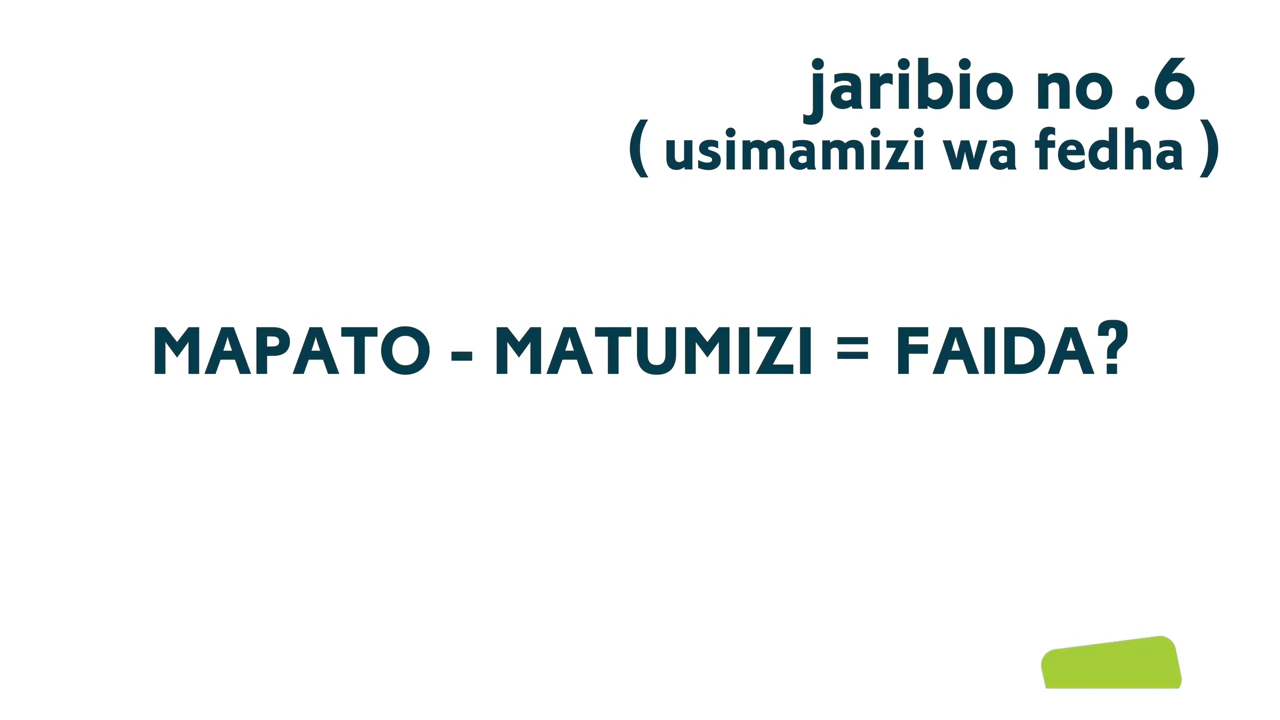 jaribio no .6
( usimamizi wa fedha )
MAPATO - MATUMIZI = FAIDA?